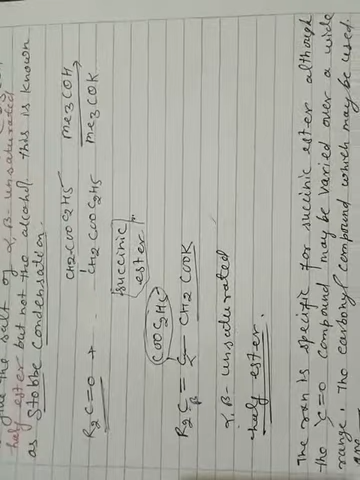 give the salt of α,β-unsaturated
half ester but not the alcohol. This is known
as Stobbe condensation.
CH2COOC2H5 Me3COH
R2C=O + CH2COOC2H5 Me3COK
[succinic
ester]
COOC2H5
R2C = C - CH2COOK
β
α,β-unsaturated
half ester.
The rxn is specific for succinic ester although
the >C=O compound may be varied over a wide
range. The carbonyl compound which may be used